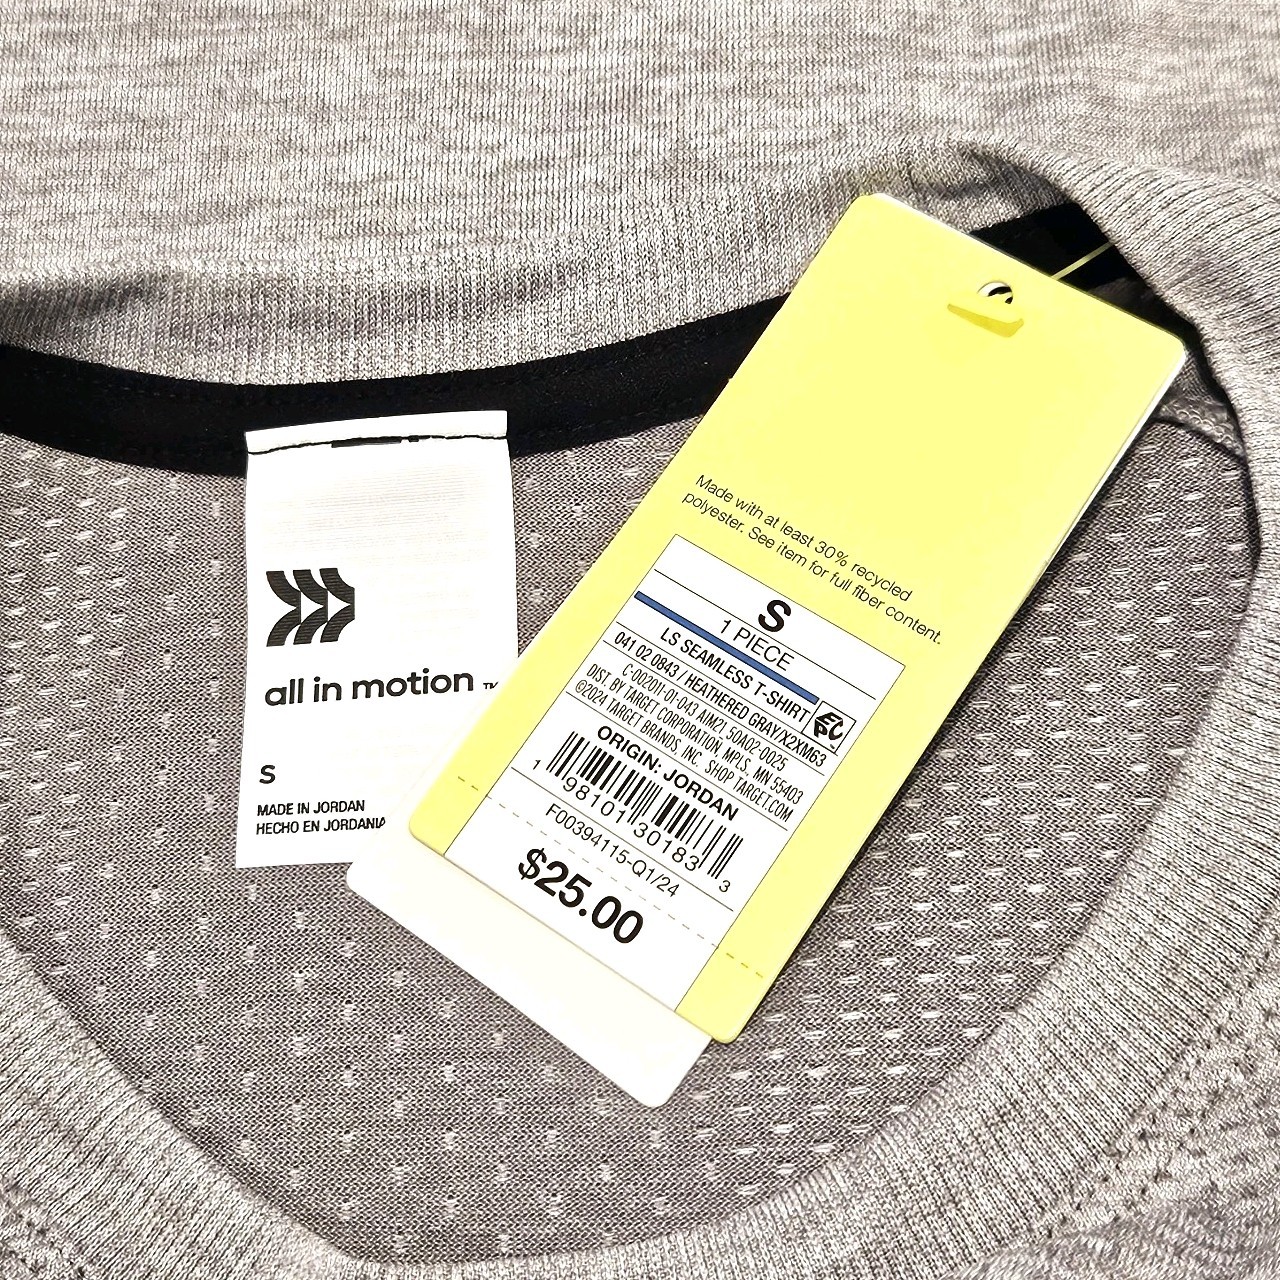 all in motion ™
S
MADE IN JORDAN
HECHO EN JORDANIA
Made with at least 30% recycled
polyester. See item for full fiber content.
S
1 PIECE
LS SEAMLESS T-SHIRT
041 02 0843 / HEATHERED GRAY/X2XM63
C-002011-01-043 AIM21 50A02-0025
DIST. BY TARGET CORPORATION, MPLS, MN 55403
©2024 TARGET BRANDS, INC. SHOP TARGET.COM
ORIGIN: JORDAN
1 98101 30183 3
F00394115-Q1/24
$25.00